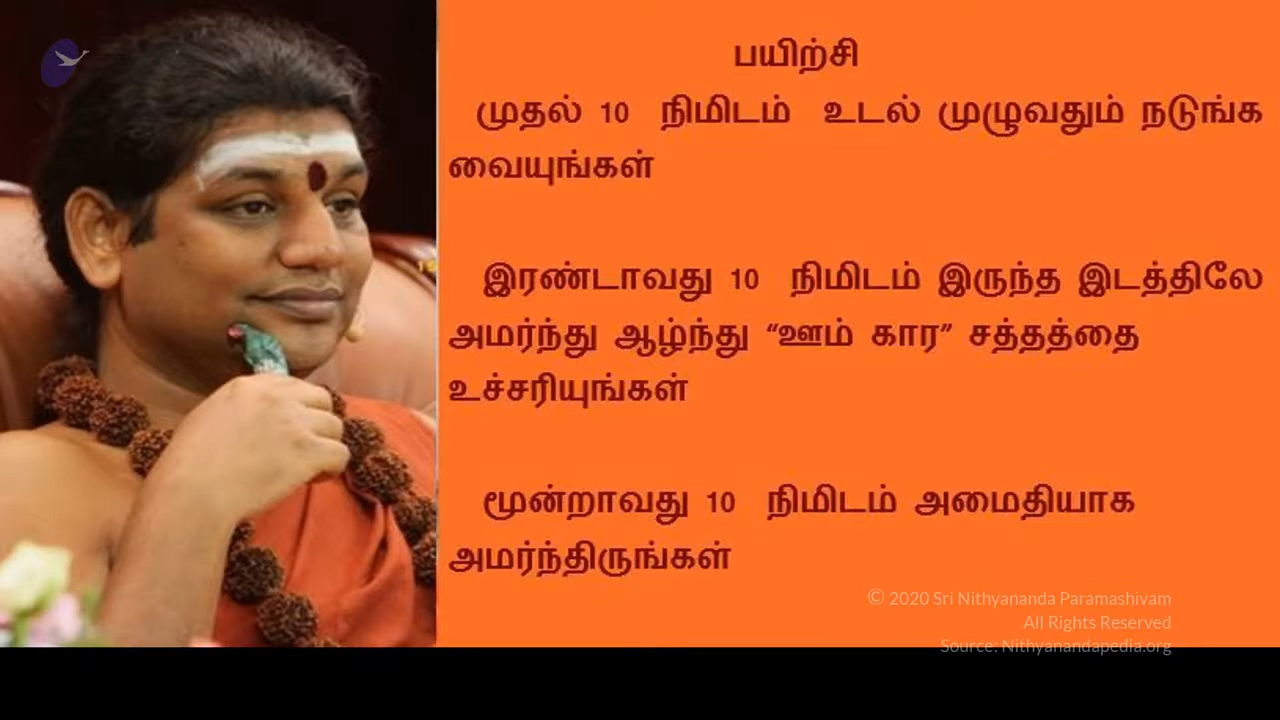 பயிற்சி
முதல் 10 நிமிடம் உடல் முழுவதும் நடுங்க
வையுங்கள்
இரண்டாவது 10 நிமிடம் இருந்த இடத்திலே
அமர்ந்து ஆழ்ந்து “ஊம் கார” சத்தத்தை
உச்சரியுங்கள்
மூன்றாவது 10 நிமிடம் அமைதியாக
அமர்ந்திருங்கள்
© 2020 Sri Nithyananda Paramashivam
All Rights Reserved
Source: Nithyanandapedia.org